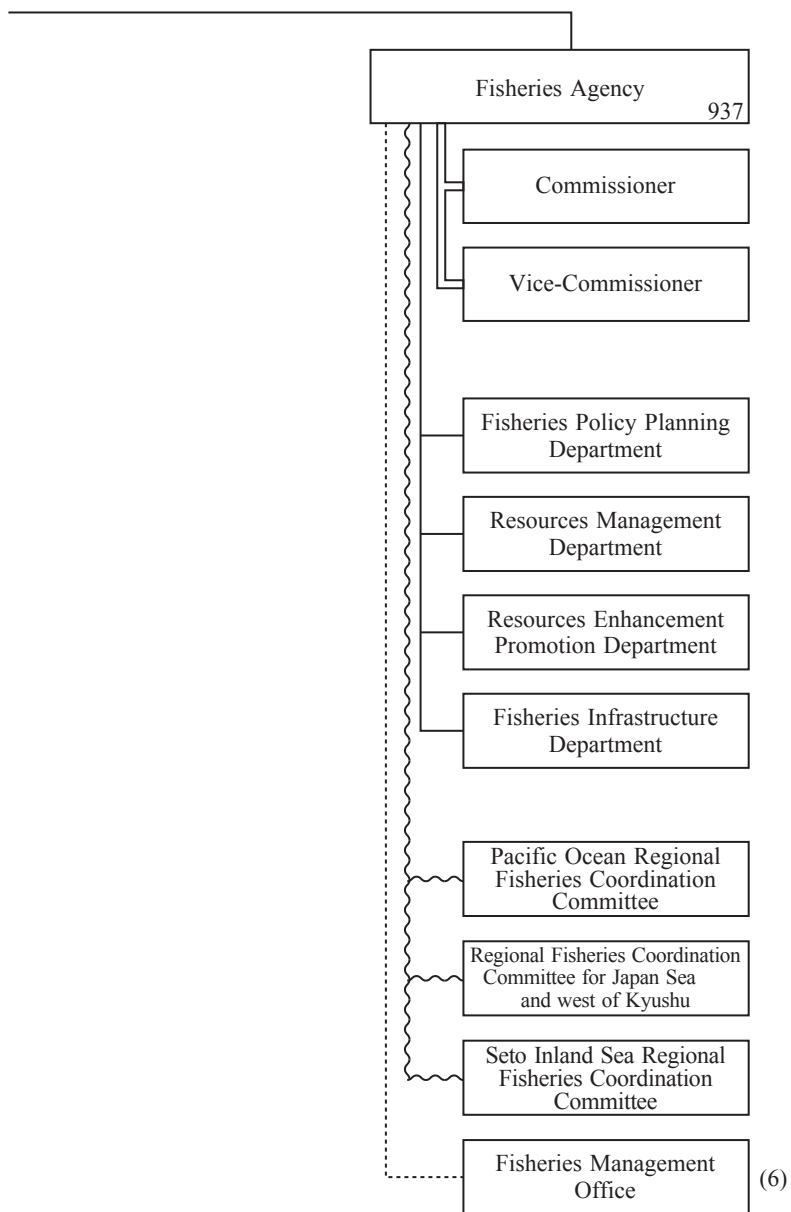 Fisheries Agency
937
Commissioner
Vice-Commissioner
Fisheries Policy Planning
Department
Resources Management
Department
Resources Enhancement
Promotion Department
Fisheries Infrastructure
Department
Pacific Ocean Regional
Fisheries Coordination
Committee
Regional Fisheries Coordination
Committee for Japan Sea
and west of Kyushu
Seto Inland Sea Regional
Fisheries Coordination
Committee
Fisheries Management
Office
(6)